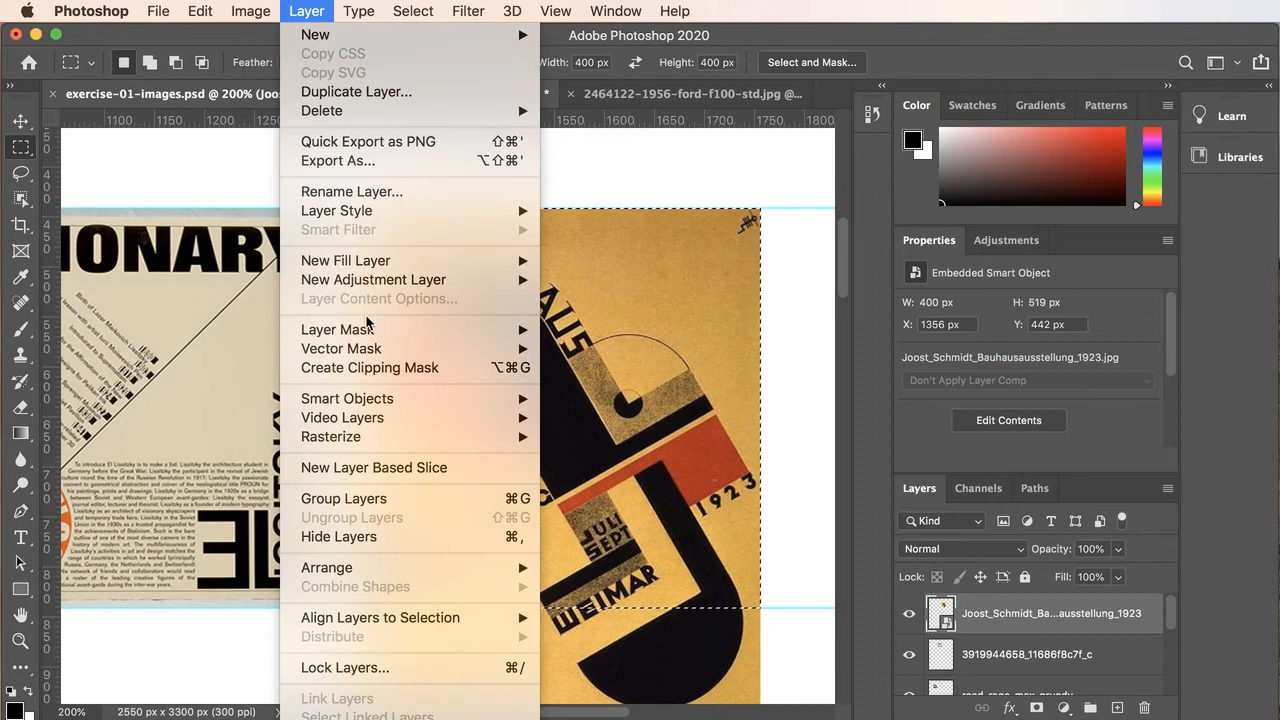 Photoshop File Edit Image Layer Type Select Filter 3D View Window Help
Adobe Photoshop 2020
Feather:
Width: 400 px Height: 400 px Select and Mask...
exercise-01-images.psd @ 200% (Joos
* × 2464122-1956-ford-f100-std.jpg @...
1100 1150 1200 1250
1550 1600 1650 1700 1750 1800
New
Copy CSS
Copy SVG
Duplicate Layer...
Delete
Quick Export as PNG ⇧⌘'
Export As... ⌥⇧⌘'
Rename Layer...
Layer Style
Smart Filter
New Fill Layer
New Adjustment Layer
Layer Content Options...
Layer Mask
Vector Mask
Create Clipping Mask ⌥⌘G
Smart Objects
Video Layers
Rasterize
New Layer Based Slice
Group Layers ⌘G
Ungroup Layers ⇧⌘G
Hide Layers ⌘,
Arrange
Combine Shapes
Align Layers to Selection
Distribute
Lock Layers... ⌘/
Link Layers
Select Linked Layers
IONARY
AUS
1923
JULI
SEPT
WEIMAR
200% 2550 px x 3300 px (300 ppi)
Color Swatches Gradients Patterns
Properties Adjustments
Embedded Smart Object
W: 400 px H: 519 px
X: 1356 px Y: 442 px
Joost_Schmidt_Bauhausausstellung_1923.jpg
Don't Apply Layer Comp
Edit Contents
Layers Channels Paths
Kind
Normal Opacity: 100%
Lock: Fill: 100%
Joost_Schmidt_Ba...ausstellung_1923
3919944658_11686f8c7f_c
Learn
Libraries